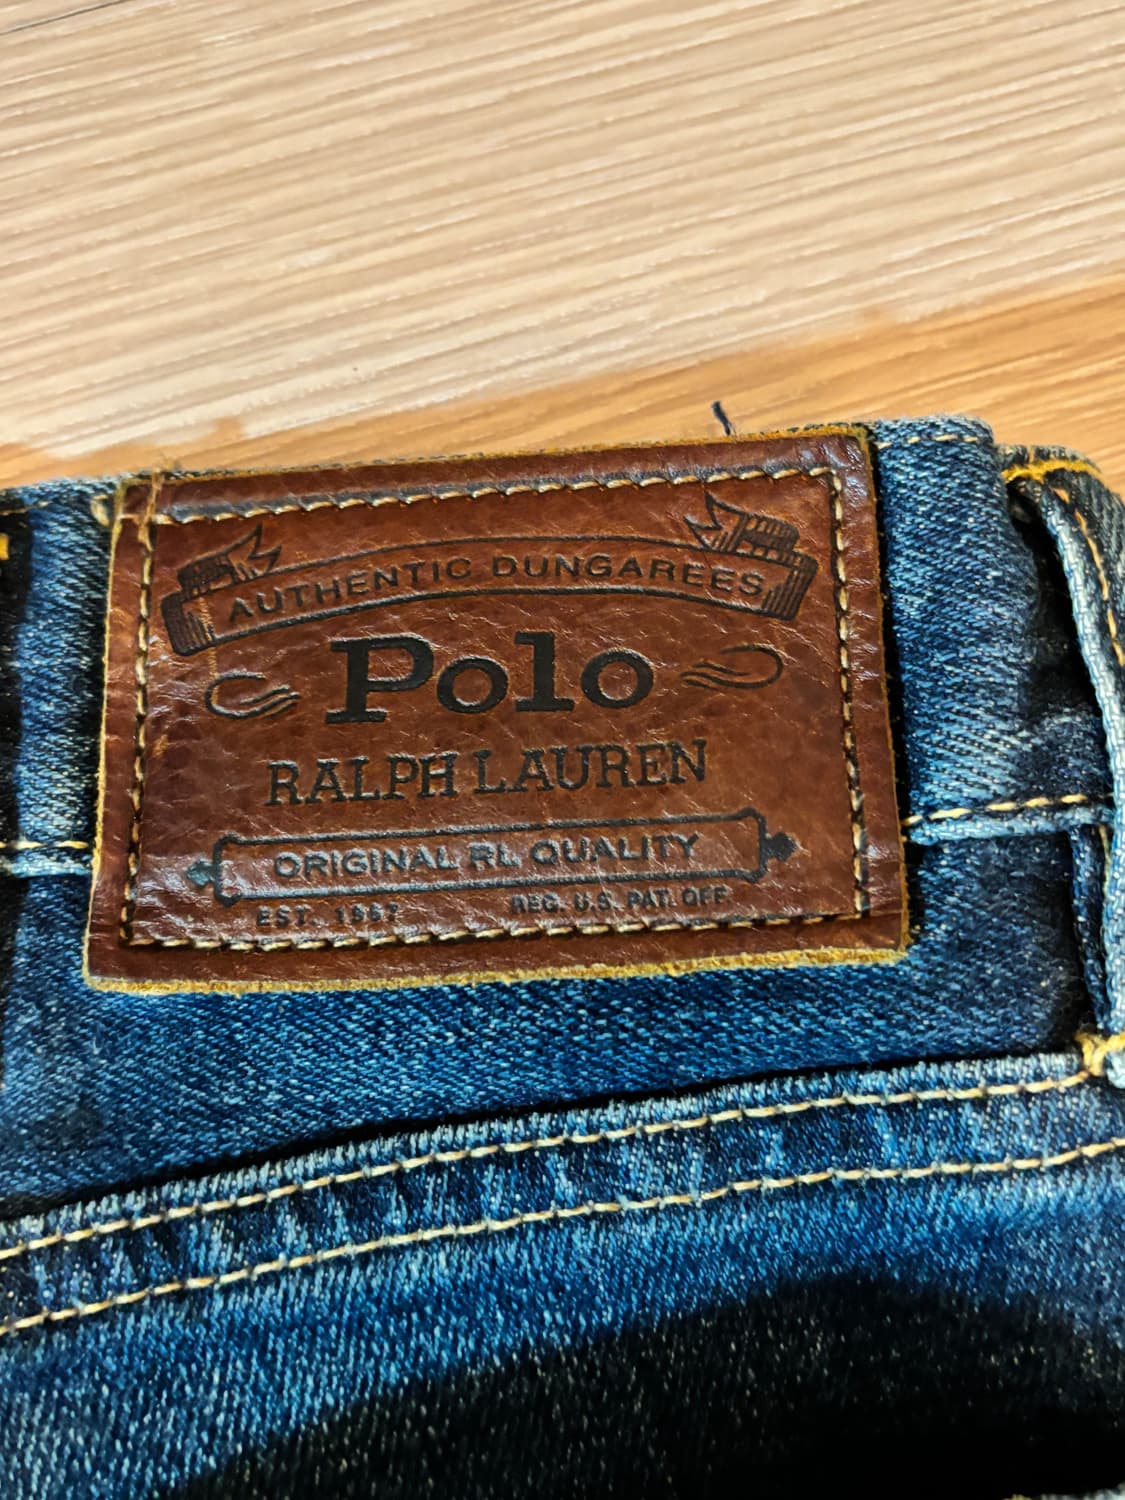 AUTHENTIC DUNGAREES
Polo
RALPH LAUREN
ORIGINAL RL QUALITY
EST. 1967 REG. U.S. PAT. OFF.